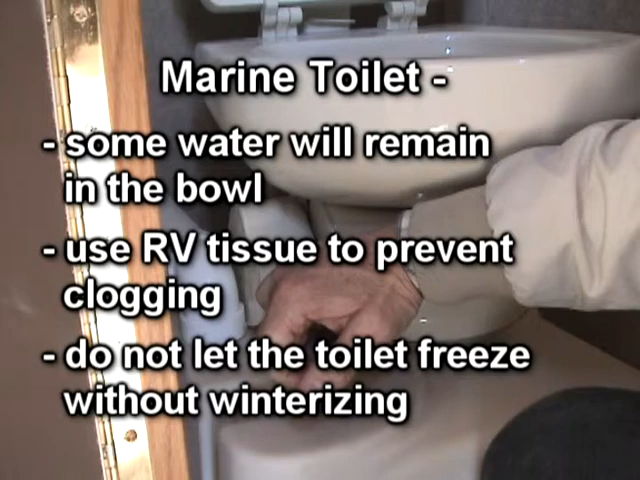 Marine Toilet -
- some water will remain
in the bowl
- use RV tissue to prevent
clogging
- do not let the toilet freeze
without winterizing